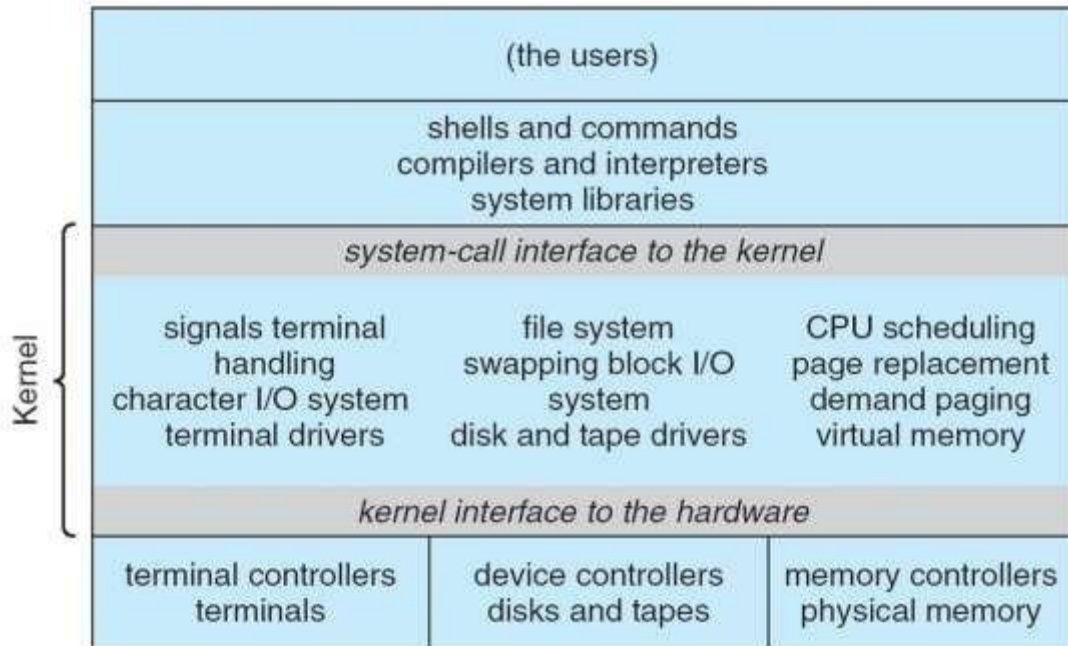 (the users)
shells and commands
compilers and interpreters
system libraries
system-call interface to the kernel
Kernel
signals terminal
handling
character I/O system
terminal drivers
file system
swapping block I/O
system
disk and tape drivers
CPU scheduling
page replacement
demand paging
virtual memory
kernel interface to the hardware
terminal controllers
terminals
device controllers
disks and tapes
memory controllers
physical memory